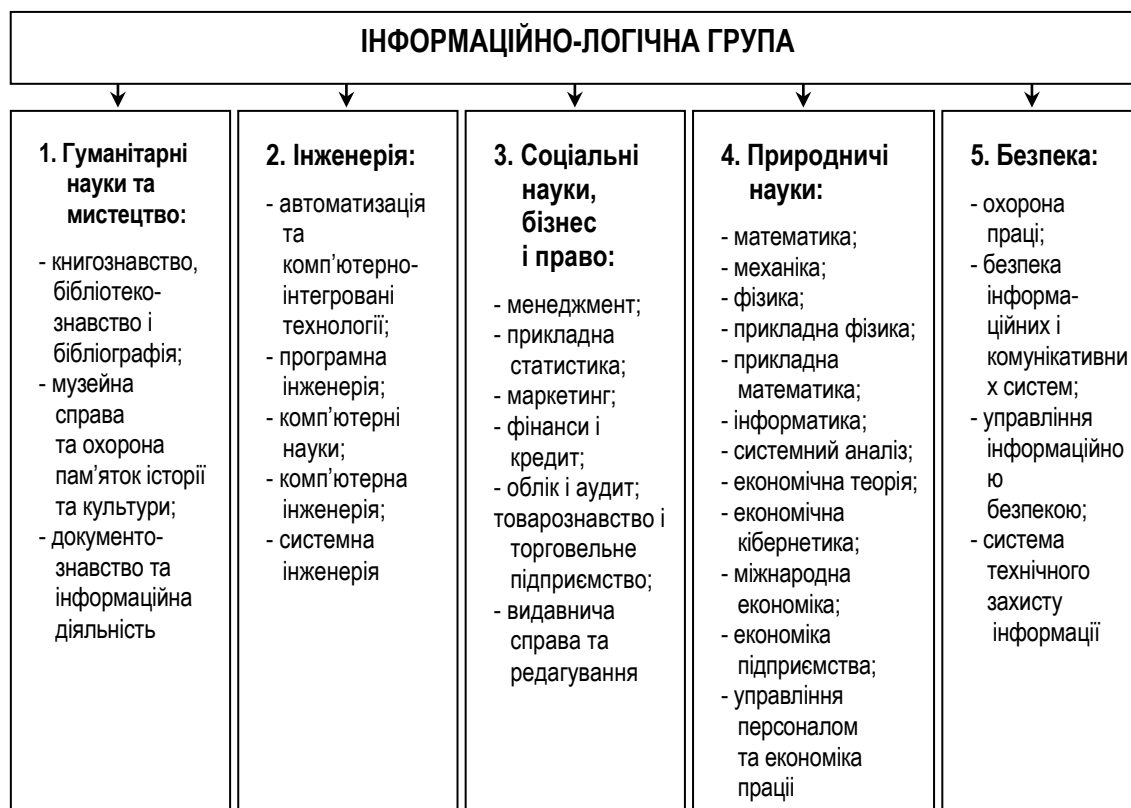 ІНФОРМАЦІЙНО-ЛОГІЧНА ГРУПА
1. Гуманітарні
науки та
мистецтво:
- книгознавство,
бібліотеко-
знавство і
бібліографія;
- музейна
справа
та охорона
пам’яток історії
та культури;
- документо-
знавство та
інформаційна
діяльність
2. Інженерія:
- автоматизація
та
комп’ютерно-
інтегровані
технології;
- програмна
інженерія;
- комп’ютерні
науки;
- комп’ютерна
інженерія;
- системна
інженерія
3. Соціальні
науки,
бізнес
і право:
- менеджмент;
- прикладна
статистика;
- маркетинг;
- фінанси і
кредит;
- облік і аудит;
товарознавство і
торговельне
підприємство;
- видавнича
справа та
редагування
4. Природничі
науки:
- математика;
- механіка;
- фізика;
- прикладна фізика;
- прикладна
математика;
- інформатика;
- системний аналіз;
- економічна теорія;
- економічна
кібернетика;
- міжнародна
економіка;
- економіка
підприємства;
- управління
персоналом
та економіка
праціі
5. Безпека:
- охорона
праці;
- безпека
інформа-
ційних і
комунікативни
х систем;
- управління
інформаційно
ю
безпекою;
- система
технічного
захисту
інформації